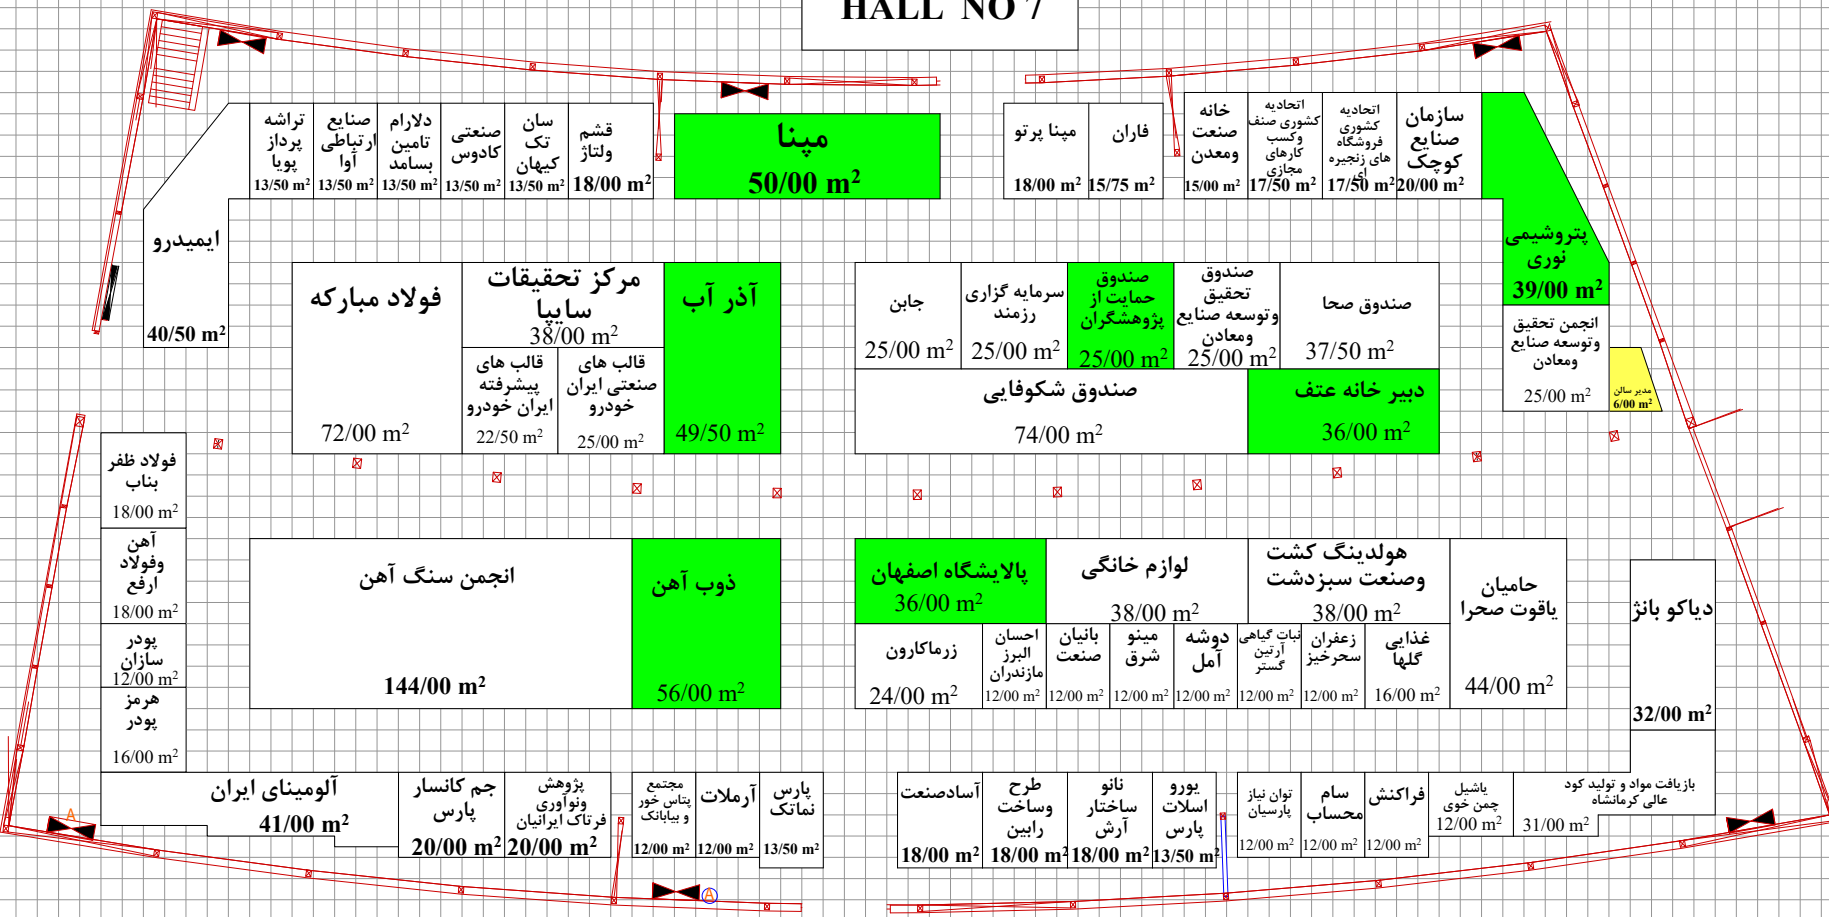 HALL NO 7
تراشه
پرداز
پویا
13/50 m²
صنایع
ارتباطی
آوا
13/50 m²
دلارام
تامین
بسامد
13/50 m²
صنعتی
کادوس
13/50 m²
سان
تک
کیهان
13/50 m²
قشم
ولتاژ
18/00 m²
مپنا
50/00 m²
مپنا پرتو
18/00 m²
فاران
15/75 m²
خانه
صنعت
ومعدن
15/00 m²
اتحادیه
کشوری صنف
وکسب
کارهای
مجازی
17/50 m²
اتحادیه
کشوری
فروشگاه
های زنجیره
ای
17/50 m²
سازمان
صنایع
کوچک
20/00 m²
پتروشیمی
نوری
39/00 m²
ایمیدرو
40/50 m²
فولاد مبارکه
72/00 m²
مرکز تحقیقات
سایپا
38/00 m²
قالب های
پیشرفته
ایران خودرو
22/50 m²
قالب های
صنعتی ایران
خودرو
25/00 m²
آذر آب
49/50 m²
جابن
25/00 m²
سرمایه گزاری
رزمند
25/00 m²
صندوق
حمایت از
پژوهشگران
25/00 m²
صندوق
تحقیق
وتوسعه صنایع
ومعادن
25/00 m²
صندوق صحا
37/50 m²
صندوق شکوفایی
74/00 m²
دبیر خانه عتف
36/00 m²
انجمن تحقیق
وتوسعه صنایع
ومعادن
25/00 m²
مدیر سالن
6/00 m²
فولاد ظفر
بناب
18/00 m²
آهن
وفولاد
ارفع
18/00 m²
پودر
سازان
12/00 m²
هرمز
پودر
16/00 m²
انجمن سنگ آهن
144/00 m²
ذوب آهن
56/00 m²
پالایشگاه اصفهان
36/00 m²
لوازم خانگی
38/00 m²
هولدینگ کشت
وصنعت سبزدشت
38/00 m²
حامیان
یاقوت صحرا
44/00 m²
دیاکو بانژ
32/00 m²
زرماکارون
24/00 m²
احسان
البرز
مازندران
12/00 m²
بانیان
صنعت
12/00 m²
مینو
شرق
12/00 m²
دوشه
آمل
12/00 m²
نبات گیاهی
آرتین
گستر
12/00 m²
زعفران
سحرخیز
12/00 m²
غذایی
گلها
16/00 m²
آلومینای ایران
41/00 m²
جم کانسار
پارس
20/00 m²
پژوهش
ونوآوری
فرتاک ایرانیان
20/00 m²
مجتمع
پتاس خور
و بیابانک
12/00 m²
آرملات
12/00 m²
پارس
نماتک
13/50 m²
آسادصنعت
18/00 m²
طرح
وساخت
رابین
18/00 m²
نانو
ساختار
آرش
18/00 m²
یورو
اسلات
پارس
13/50 m²
توان نیاز
پارسیان
12/00 m²
سام
محساب
12/00 m²
فراکنش
12/00 m²
یاشیل
چمن خوی
12/00 m²
بازیافت مواد و تولید کود
عالی کرمانشاه
31/00 m²
A
A